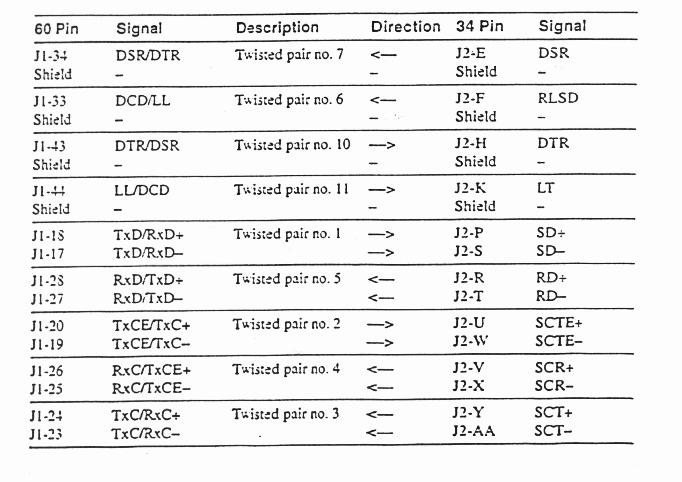 60 Pin Signal Description Direction 34 Pin Signal
J1-34 DSR/DTR Twisted pair no. 7 <— J2-E DSR
Shield – – Shield –
J1-33 DCD/LL Twisted pair no. 6 <— J2-F RLSD
Shield – – Shield –
J1-43 DTR/DSR Twisted pair no. 10 —> J2-H DTR
Shield – – Shield –
J1-44 LL/DCD Twisted pair no. 11 —> J2-K LT
Shield – – Shield –
J1-18 TxD/RxD+ Twisted pair no. 1 —> J2-P SD+
J1-17 TxD/RxD– —> J2-S SD–
J1-28 RxD/TxD+ Twisted pair no. 5 <— J2-R RD+
J1-27 RxD/TxD– <— J2-T RD–
J1-20 TxCE/TxC+ Twisted pair no. 2 —> J2-U SCTE+
J1-19 TxCE/TxC– —> J2-W SCTE–
J1-26 RxC/TxCE+ Twisted pair no. 4 <— J2-V SCR+
J1-25 RxC/TxCE– <— J2-X SCR–
J1-24 TxC/RxC+ Twisted pair no. 3 <— J2-Y SCT+
J1-23 TxC/RxC– <— J2-AA SCT–